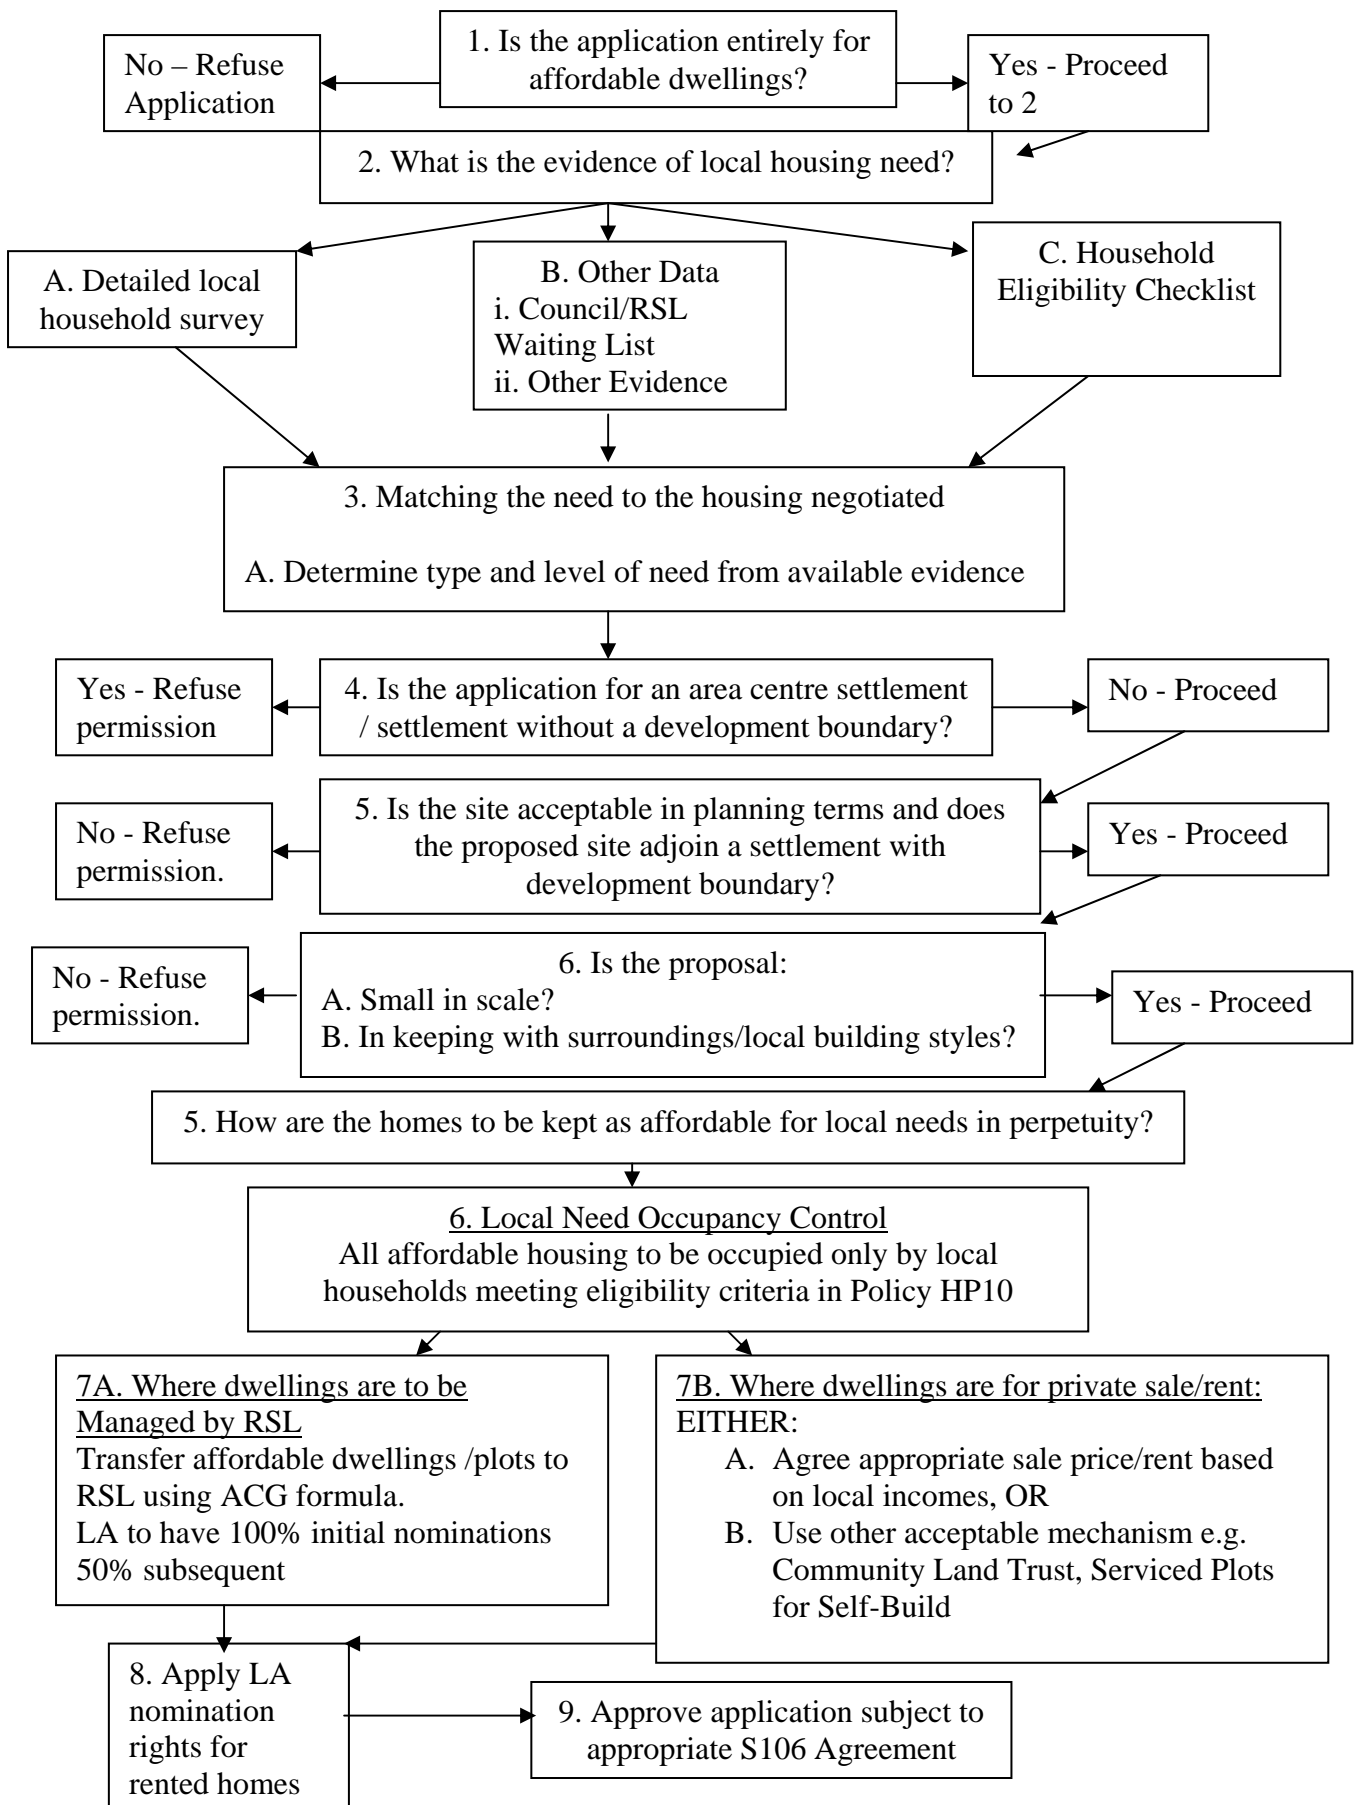 1. Is the application entirely for
affordable dwellings?
No – Refuse
Application
Yes - Proceed
to 2
2. What is the evidence of local housing need?
A. Detailed local
household survey
B. Other Data
i. Council/RSL
Waiting List
ii. Other Evidence
C. Household
Eligibility Checklist
3. Matching the need to the housing negotiated
A. Determine type and level of need from available evidence
Yes - Refuse
permission
4. Is the application for an area centre settlement
/ settlement without a development boundary?
No - Proceed
No - Refuse
permission.
5. Is the site acceptable in planning terms and does
the proposed site adjoin a settlement with
development boundary?
Yes - Proceed
No - Refuse
permission.
6. Is the proposal:
A. Small in scale?
B. In keeping with surroundings/local building styles?
Yes - Proceed
5. How are the homes to be kept as affordable for local needs in perpetuity?
6. Local Need Occupancy Control
All affordable housing to be occupied only by local
households meeting eligibility criteria in Policy HP10
7A. Where dwellings are to be
Managed by RSL
Transfer affordable dwellings /plots to
RSL using ACG formula.
LA to have 100% initial nominations
50% subsequent
7B. Where dwellings are for private sale/rent:
EITHER:
A. Agree appropriate sale price/rent based
on local incomes, OR
B. Use other acceptable mechanism e.g.
Community Land Trust, Serviced Plots
for Self-Build
8. Apply LA
nomination
rights for
rented homes
9. Approve application subject to
appropriate S106 Agreement